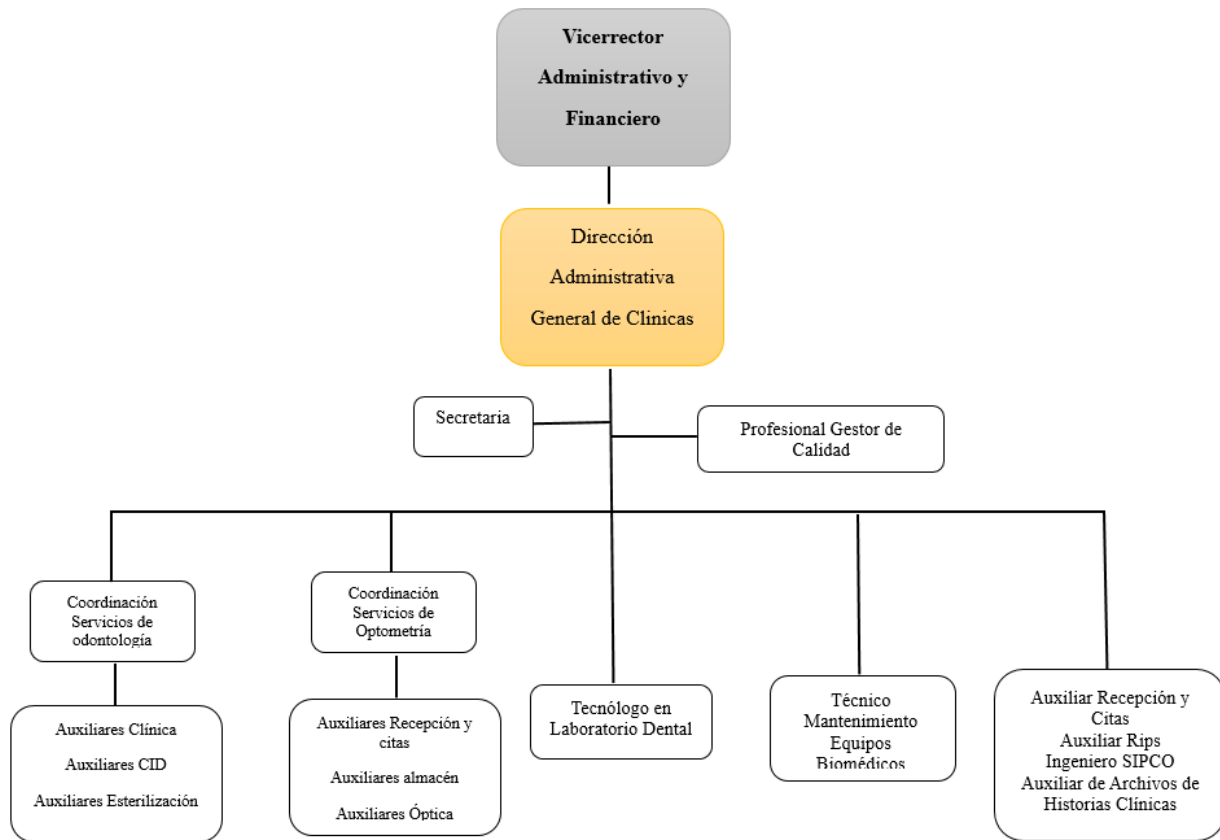 Vicerrector
Administrativo y
Financiero
Dirección
Administrativa
General de Clinicas
Secretaria
Profesional Gestor de
Calidad
Coordinación
Servicios de
odontología
Coordinación
Servicios de
Optometría
Auxiliares Clínica
Auxiliares CID
Auxiliares Esterilización
Auxiliares Recepción y
citas
Auxiliares almacén
Auxiliares Óptica
Tecnólogo en
Laboratorio Dental
Técnico
Mantenimiento
Equipos
Biomédicos
Auxiliar Recepción y
Citas
Auxiliar Rips
Ingeniero SIPCO
Auxiliar de Archivos de
Historias Clínicas